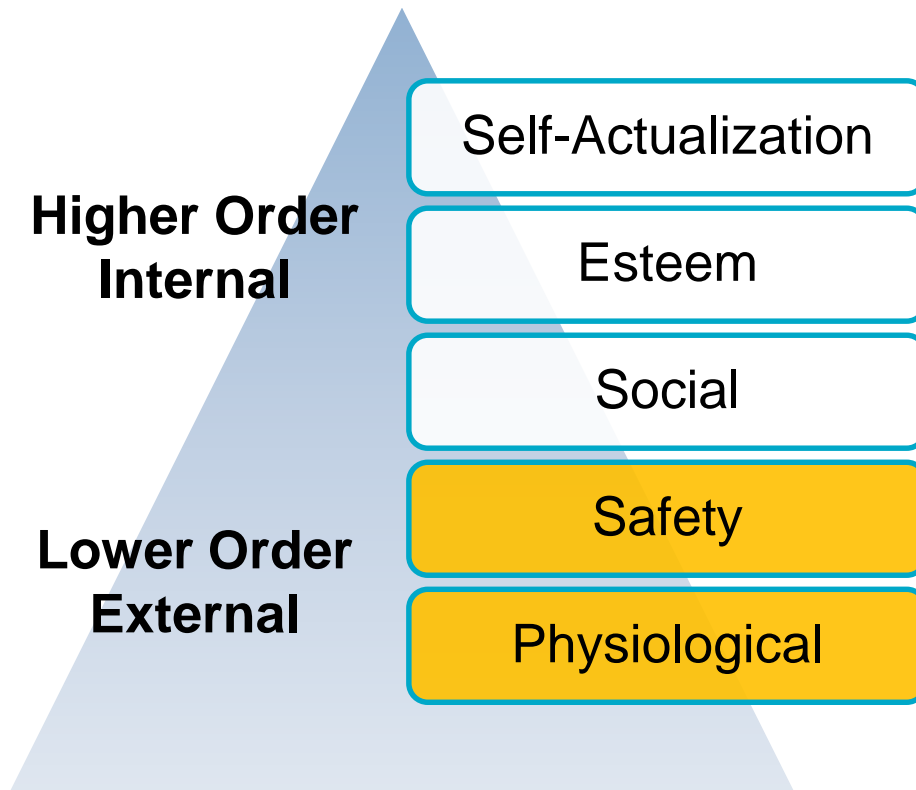 Self-Actualization
Higher Order
Internal
Esteem
Social
Safety
Lower Order
External
Physiological